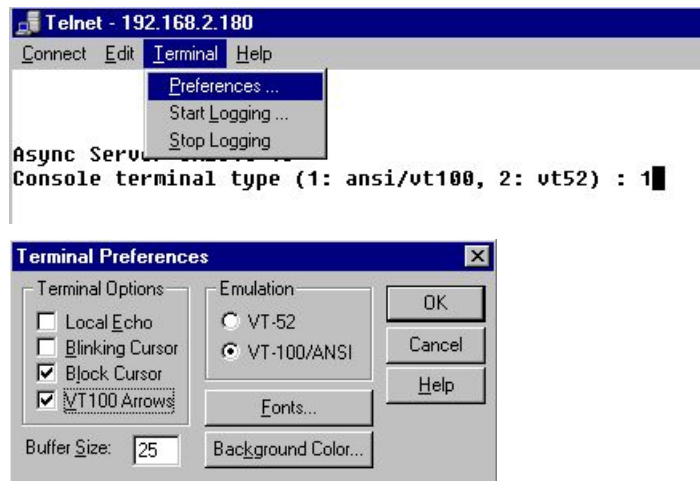 Telnet - 192.168.2.180
Connect Edit Terminal Help
Preferences ...
Start Logging ...
Stop Logging
Async
Console terminal type (1: ansi/vt100, 2: vt52) : 1
Terminal Preferences
Terminal Options
Local Echo
Blinking Cursor
Block Cursor
VT100 Arrows
Buffer Size: 25
Emulation
VT-52
VT-100/ANSI
Fonts...
Background Color...
OK
Cancel
Help